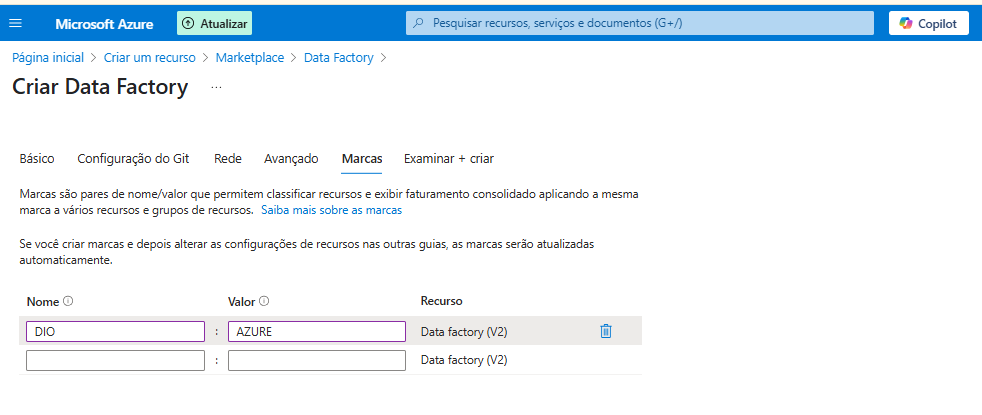 Microsoft Azure Atualizar Pesquisar recursos, serviços e documentos (G+/) Copilot
Página inicial > Criar um recurso > Marketplace > Data Factory >
Criar Data Factory ...
Básico Configuração do Git Rede Avançado Marcas Examinar + criar
Marcas são pares de nome/valor que permitem classificar recursos e exibir faturamento consolidado aplicando a mesma
marca a vários recursos e grupos de recursos. Saiba mais sobre as marcas
Se você criar marcas e depois alterar as configurações de recursos nas outras guias, as marcas serão atualizadas
automaticamente.
Nome Valor Recurso
DIO : AZURE Data factory (V2)
: Data factory (V2)